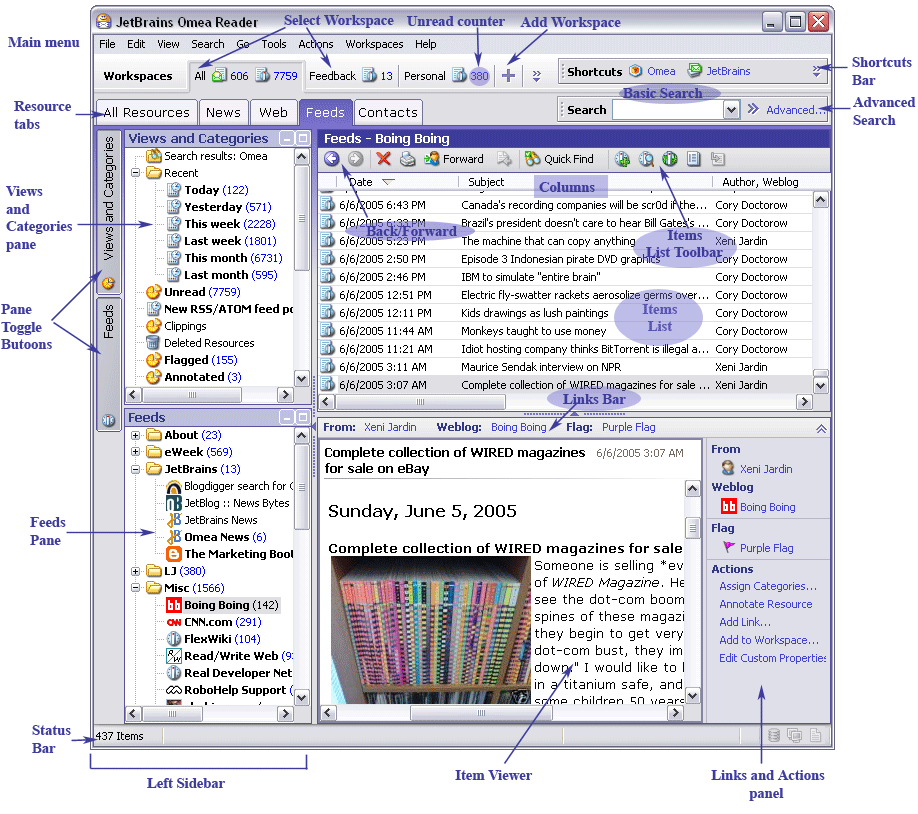 Select Workspace
Unread counter
Add Workspace
Main menu
JetBrains Omea Reader
File Edit View Search Go Tools Actions Workspaces Help
Workspaces All 606 7759 Feedback 13 Personal 380
Shortcuts Omea JetBrains
Shortcuts
Bar
Basic Search
Resource
tabs
All Resources News Web Feeds Contacts
Search Advanced...
Advanced
Search
Views and Categories
Views and Categories
Feeds - Boing Boing
Search results: Omea
Recent
Today (122)
Yesterday (571)
This week (2228)
Last week (1801)
This month (6731)
Last month (595)
Unread (7759)
New RSS/ATOM feed po
Clippings
Deleted Resources
Flagged (155)
Annotated (3)
Views
and
Categories
pane
Pane
Toggle
Butoons
Feeds
Forward Quick Find
Date Subject Author, Weblog
Columns
6/6/2005 6:43 PM Canada's recording companies will be scr0d if the... Cory Doctorow
6/6/2005 6:33 PM Brazil's president doesn't care to hear Bill Gates's... Cory Doctorow
Back/Forward
6/6/2005 5:23 PM The machine that can copy anything Xeni Jardin
Items
List Toolbar
6/6/2005 2:50 PM Episode 3 Indonesian pirate DVD graphics Cory Doctorow
6/6/2005 2:46 PM IBM to simulate "entire brain" Cory Doctorow
6/6/2005 12:51 PM Electric fly-swatter rackets aerosolize germs over... Cory Doctorow
6/6/2005 12:11 PM Kids drawings as lush paintings Cory Doctorow
Items
List
6/6/2005 11:44 AM Monkeys taught to use money Cory Doctorow
6/6/2005 11:21 AM Idiot hosting company thinks BitTorrent is illegal a... Cory Doctorow
6/6/2005 3:11 AM Maurice Sendak interview on NPR Xeni Jardin
6/6/2005 3:07 AM Complete collection of WIRED magazines for sale ... Xeni Jardin
Links Bar
Feeds
About (23)
eWeek (569)
JetBrains (13)
Blogdigger search for
JetBlog :: News Bytes
JetBrains News
Omea News (6)
The Marketing Boot
LJ (380)
Misc (1566)
Boing Boing (142)
CNN.com (291)
FlexWiki (104)
Read/Write Web (9
Real Developer Net
RoboHelp Support (
Feeds
Pane
From: Xeni Jardin Weblog: Boing Boing Flag: Purple Flag
Complete collection of WIRED magazines
for sale on eBay
6/6/2005 3:07 AM
Sunday, June 5, 2005
Complete collection of WIRED magazines for sale
Someone is selling *ev
of WIRED Magazine. He
see the dot-com boom
spines of these magazi
they begin to get very
dot-com bust, they im
down." I would like to
in a titanium safe, and
some children 50 years
From
Xeni Jardin
Weblog
Boing Boing
Flag
Purple Flag
Actions
Assign Categories...
Annotate Resource
Add Link...
Add to Workspace...
Edit Custom Properties
Status
Bar
437 Items
Left Sidebar
Item Viewer
Links and Actions
panel